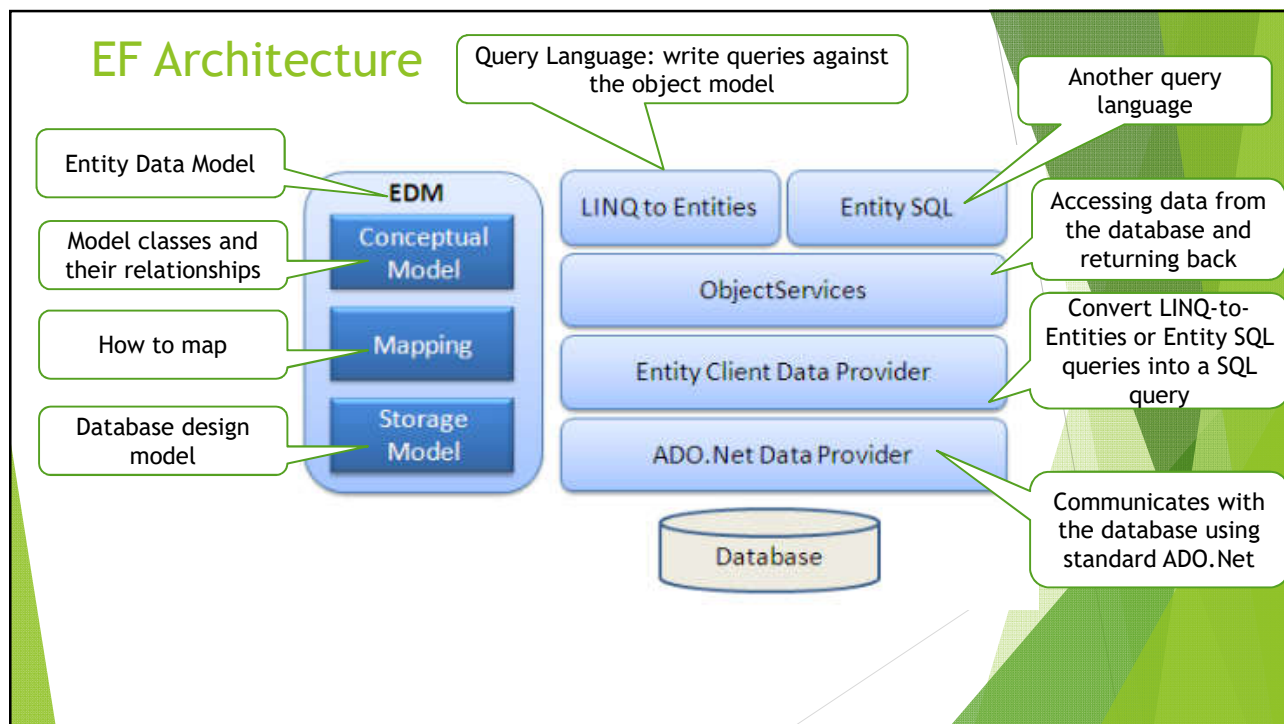 EF Architecture
Query Language: write queries against
the object model
Another query
language
Entity Data Model
EDM
LINQ to Entities
Entity SQL
Model classes and
their relationships
Conceptual
Model
Accessing data from
the database and
returning back
ObjectServices
How to map
Mapping
Entity Client Data Provider
Convert LINQ-to-
Entities or Entity SQL
queries into a SQL
query
Database design
model
Storage
Model
ADO.Net Data Provider
Communicates with
the database using
standard ADO.Net
Database